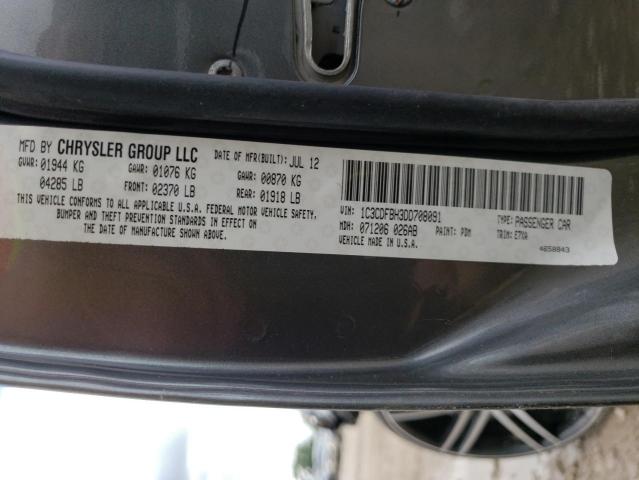 MFD BY CHRYSLER GROUP LLC DATE OF MFR(BUILT): JUL 12
GVWR: 01944 KG GAWR: 01076 KG GAWR: 00870 KG
04285 LB FRONT: 02370 LB REAR: 01918 LB
THIS VEHICLE CONFORMS TO ALL APPLICABLE U.S.A. FEDERAL MOTOR VEHICLE SAFETY,
BUMPER AND THEFT PREVENTION STANDARDS IN EFFECT ON
THE DATE OF MANUFACTURE SHOWN ABOVE.
VIN: 1C3CDFBH3DD708091 TYPE: PASSENGER CAR
MDH: 071206 026AB PAINT: PDM TRIM: E7XA
VEHICLE MADE IN U.S.A. 4658843